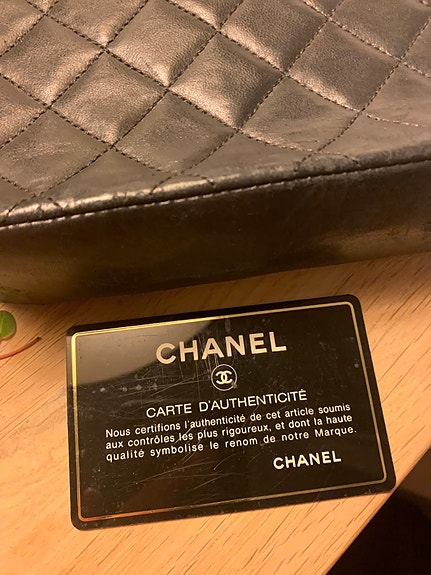 CHANEL
CARTE D'AUTHENTICITÉ
Nous certifions l'authenticité de cet article soumis
aux contrôles les plus rigoureux, et dont la haute
qualité symbolise le renom de notre Marque.
CHANEL